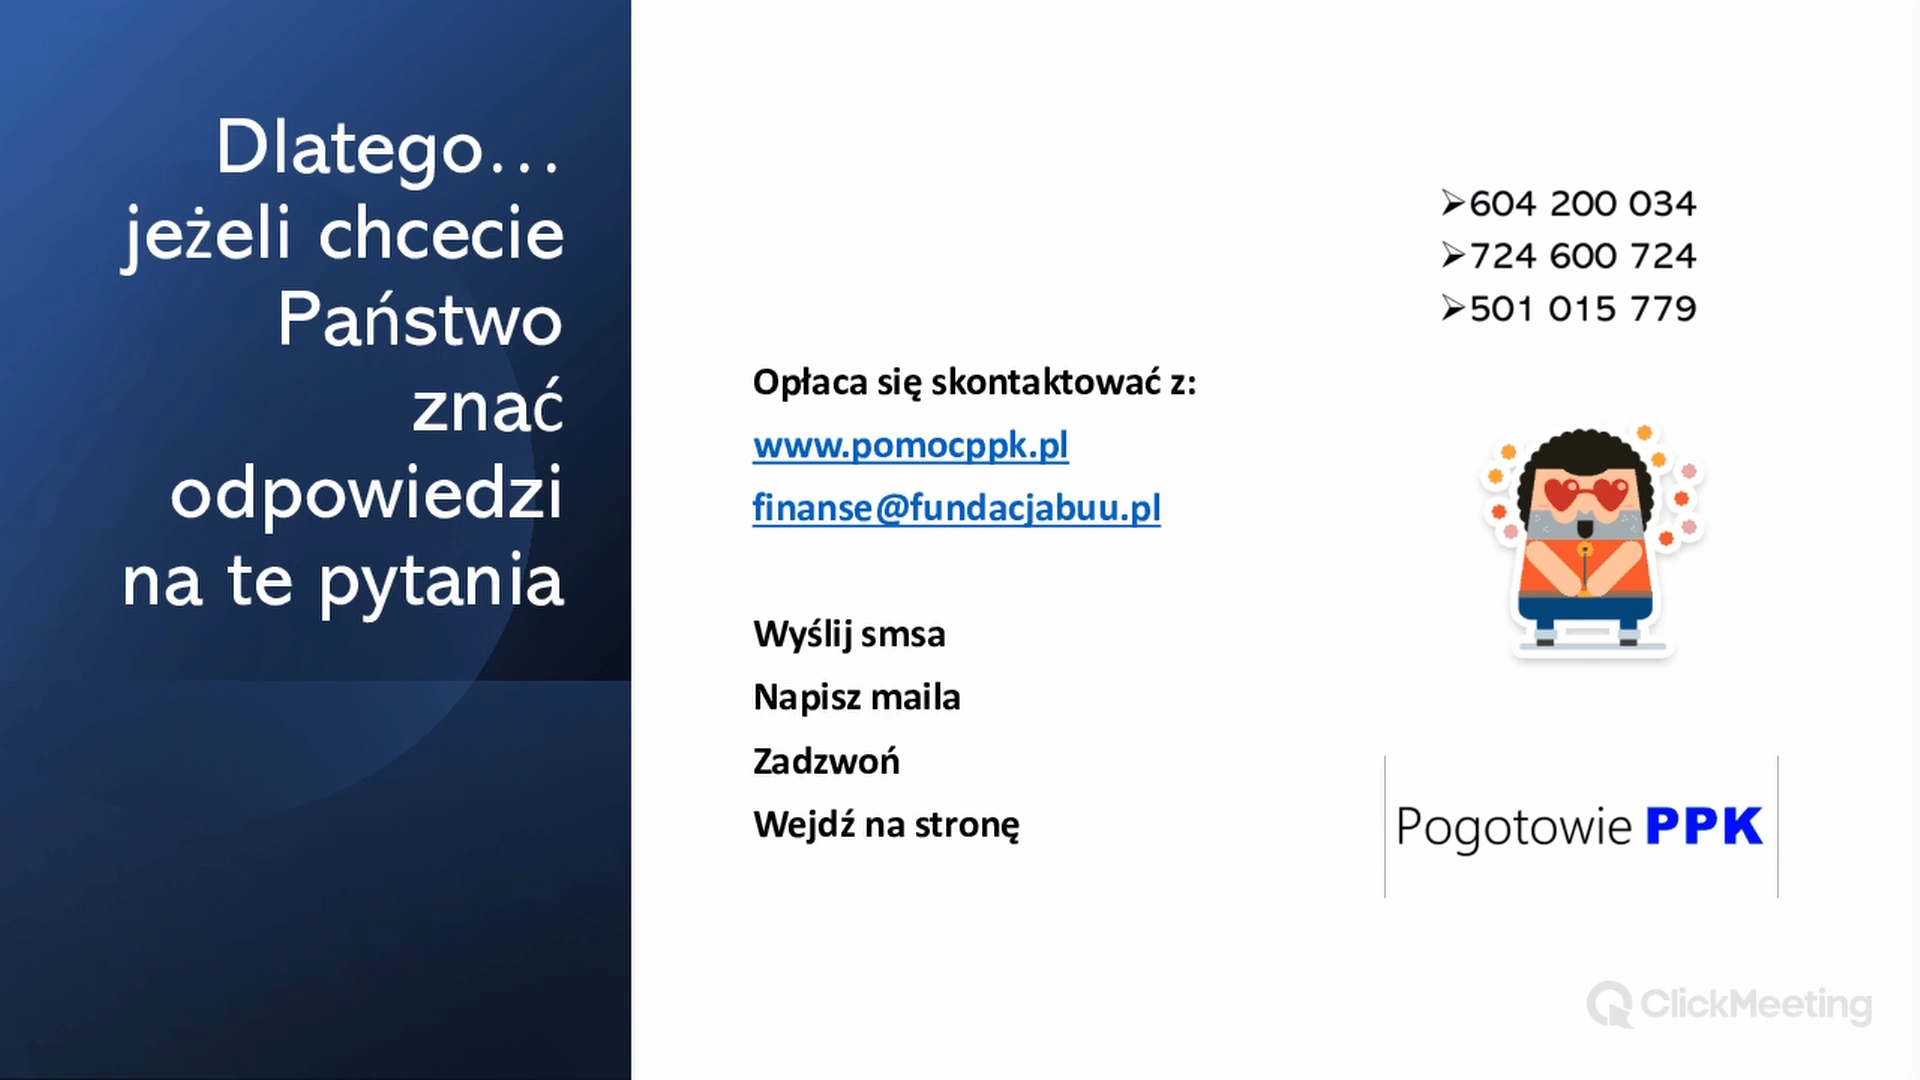 Dlatego...
jeżeli chcecie
Państwo
znać
odpowiedzi
na te pytania
Opłaca się skontaktować z:
www.pomocppk.pl
finanse@fundacjabuu.pl
Wyślij smsa
Napisz maila
Zadzwoń
Wejdź na stronę
➢604 200 034
➢724 600 724
➢501 015 779
Pogotowie PPK
ClickMeeting